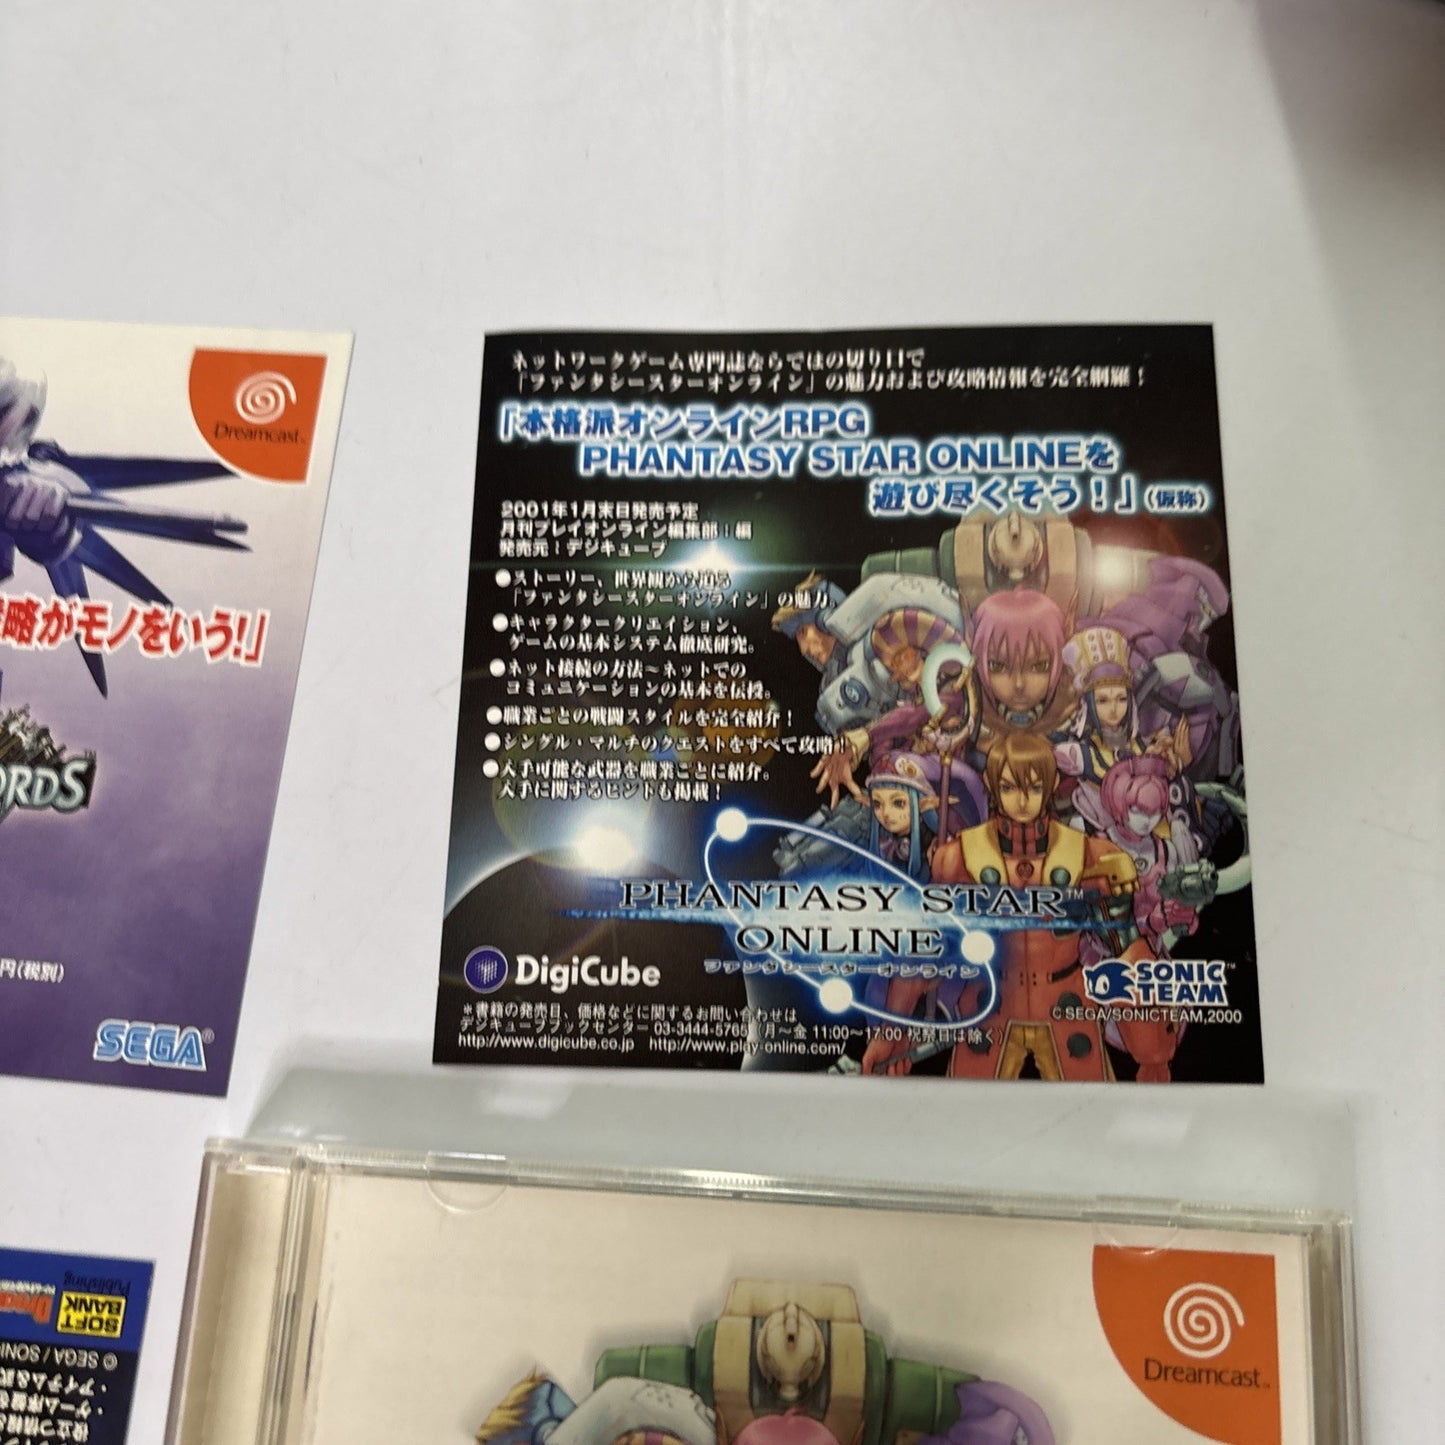 ネットワークゲーム専門誌ならではの切り口で
「ファンタシースターオンライン」の魅力および攻略情報を完全網羅！
「本格派オンラインRPG
PHANTASY STAR ONLINEを
遊び尽くそう！」(仮称)
2001年1月末日発売予定
月刊プレイオンライン編集部：編
発売元：デジキューブ
●ストーリー、世界観から迫る
「ファンタシースターオンライン」の魅力。
●キャラクタークリエイション、
ゲームの基本システム徹底研究。
●ネット接続の方法～ネットでの
コミュニケーションの基本を伝授。
●職業ごとの戦闘スタイルを完全紹介！
●シングル・マルチのクエストをすべて攻略！
●入手可能な武器を職業ごとに紹介。
入手に関するヒントも掲載！
PHANTASY STAR™
ONLINE
ファンタシースターオンライン
DigiCube
SONIC™
TEAM
© SEGA/SONICTEAM,2000
＊書籍の発売日、価格などに関するお問い合わせは
デジキューブブックセンター 03-3444-5765（月～金 11:00～17:00 祝祭日は除く）
http://www.digicube.co.jp http://www.play-online.com/
Dreamcast
略がモノをいう!」
ORDS
円(税別)
SEGA®
SOFT
BANK
Publishing
© SEGA / SONI
・アイテム&武
・ゲーム序盤
Dreamcast™